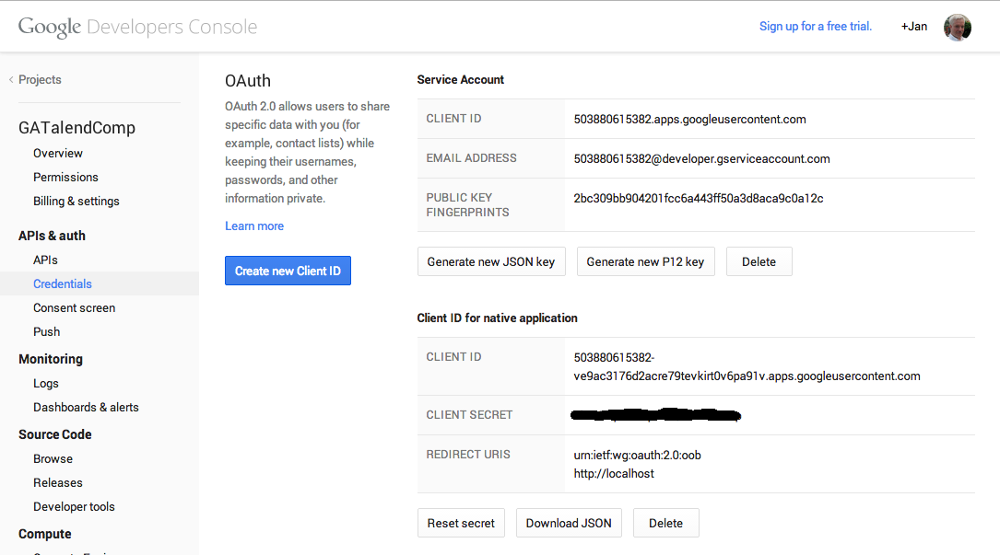 Google Developers Console
Sign up for a free trial.
+Jan
< Projects
GATalendComp
Overview
Permissions
Billing & settings
APIs & auth
APIs
Credentials
Consent screen
Push
Monitoring
Logs
Dashboards & alerts
Source Code
Browse
Releases
Developer tools
Compute
OAuth
OAuth 2.0 allows users to share
specific data with you (for
example, contact lists) while
keeping their usernames,
passwords, and other
information private.
Learn more
Create new Client ID
Service Account
CLIENT ID
503880615382.apps.googleusercontent.com
EMAIL ADDRESS
503880615382@developer.gserviceaccount.com
PUBLIC KEY
FINGERPRINTS
2bc309bb904201fcc6a443ff50a3d8aca9c0a12c
Generate new JSON key
Generate new P12 key
Delete
Client ID for native application
CLIENT ID
503880615382-
ve9ac3176d2acre79tevkirt0v6pa91v.apps.googleusercontent.com
CLIENT SECRET
REDIRECT URIS
urn:ietf:wg:oauth:2.0:oob
http://localhost
Reset secret
Download JSON
Delete